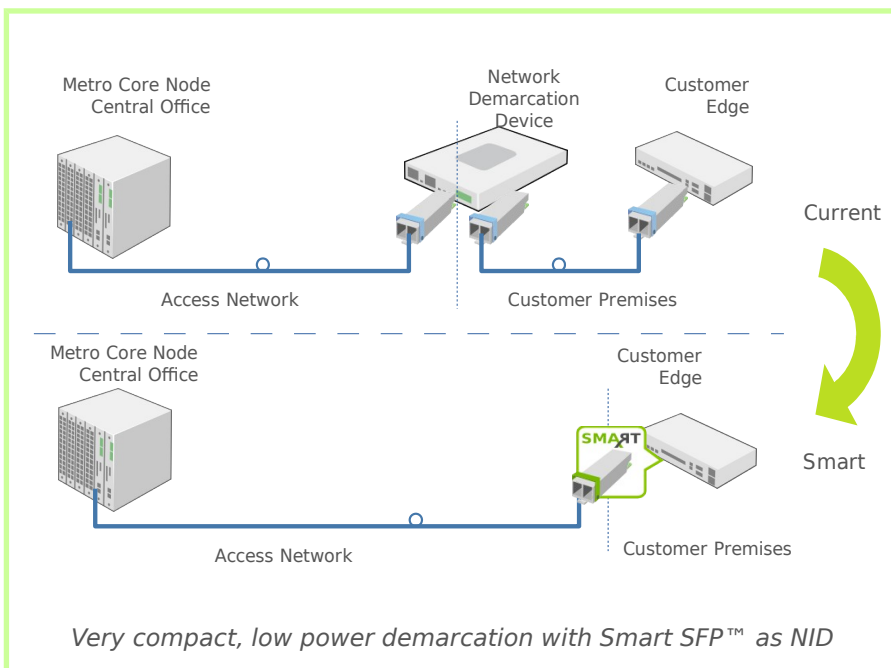 Metro Core Node
Central Office
Network
Demarcation
Device
Customer
Edge
Current
Access Network
Customer Premises
Metro Core Node
Central Office
Customer
Edge
SMARTx
Smart
Access Network
Customer Premises
Very compact, low power demarcation with Smart SFP™ as NID